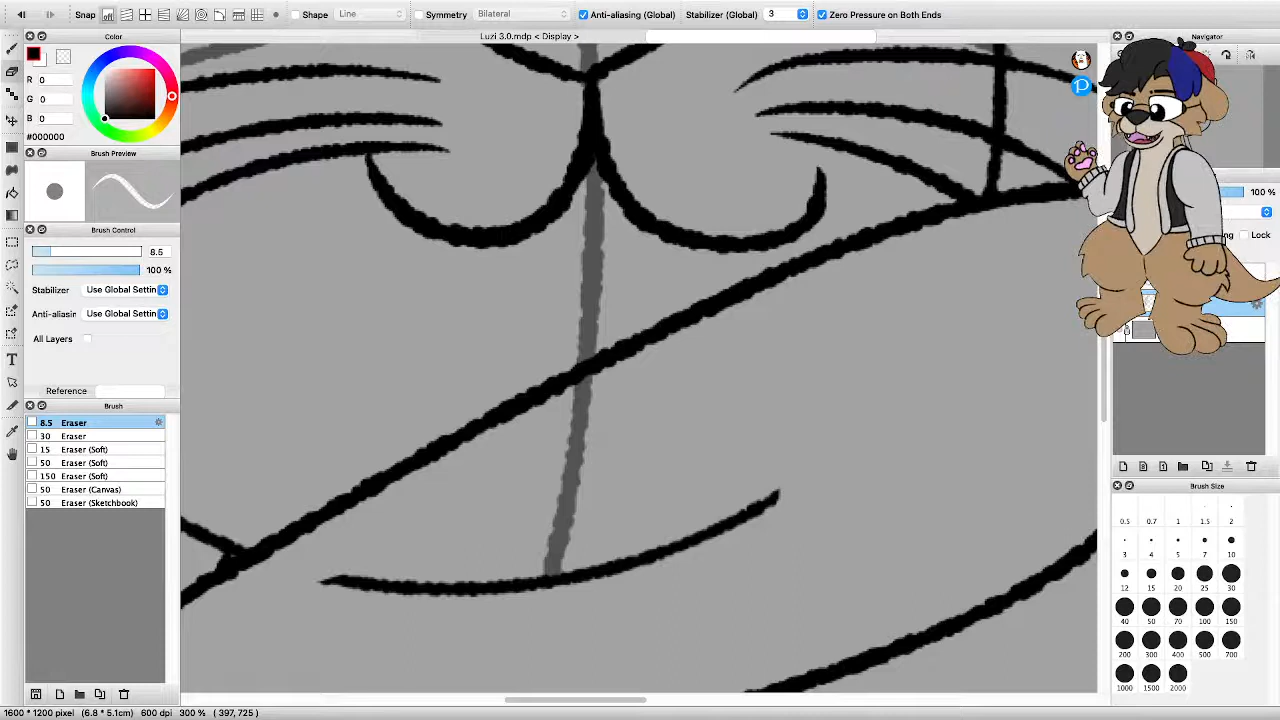 Snap Shape Line Symmetry Bilateral Anti-aliasing (Global) Stabilizer (Global) 3 Zero Pressure on Both Ends
Color
Luzi 3.0.mdp < Display >
Navigator
R 0
G 0
B 0
#000000
Brush Preview
100 %
Brush Control
Lock
8.5
100 %
Stabilizer Use Global Settin
Anti-aliasin Use Global Settin
All Layers
Reference
Brush
8.5 Eraser
30 Eraser
15 Eraser (Soft)
50 Eraser (Soft)
150 Eraser (Soft)
50 Eraser (Canvas)
50 Eraser (Sketchbook)
Brush Size
0.5 0.7 1 1.5 2
3 4 5 7 10
12 15 20 25 30
40 50 70 100 150
200 300 400 500 700
1000 1500 2000
1600 * 1200 pixel (6.8 * 5.1cm) 600 dpi 300 % ( 397, 725 )